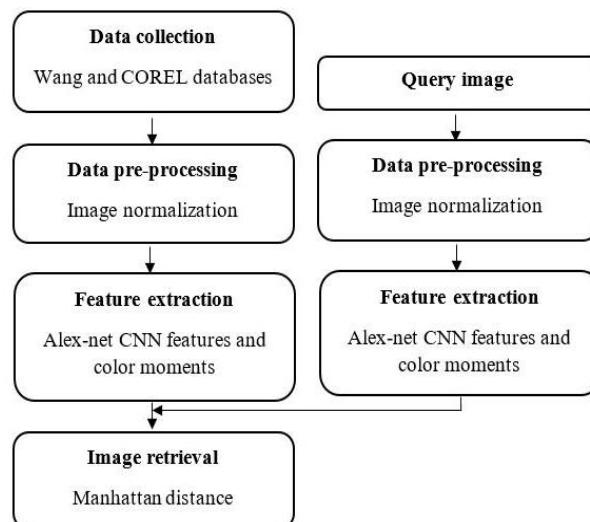 Data collection
Wang and COREL databases
Data pre-processing
Image normalization
Feature extraction
Alex-net CNN features and
color moments
Image retrieval
Manhattan distance
Query image
Data pre-processing
Image normalization
Feature extraction
Alex-net CNN features and
color moments